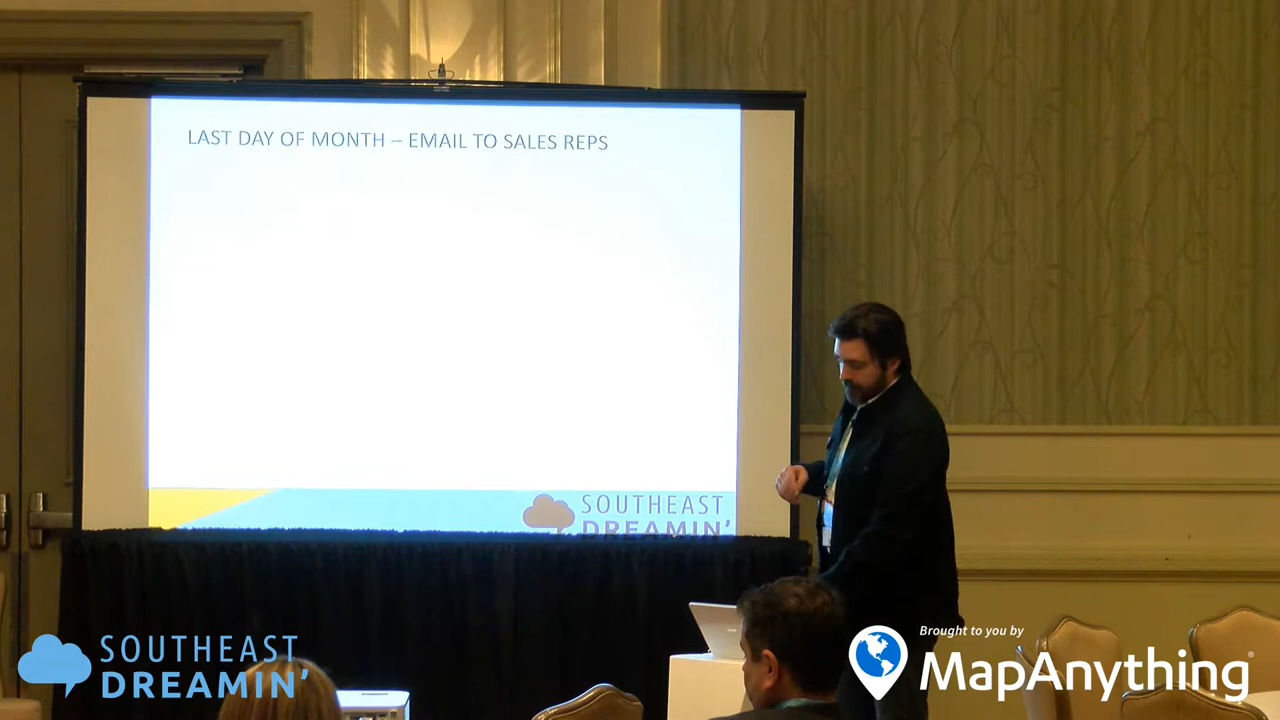 LAST DAY OF MONTH – EMAIL TO SALES REPS
SOUTHEAST
DREAMIN'
SOUTHEAST
DREAMIN'
Brought to you by
MapAnything®